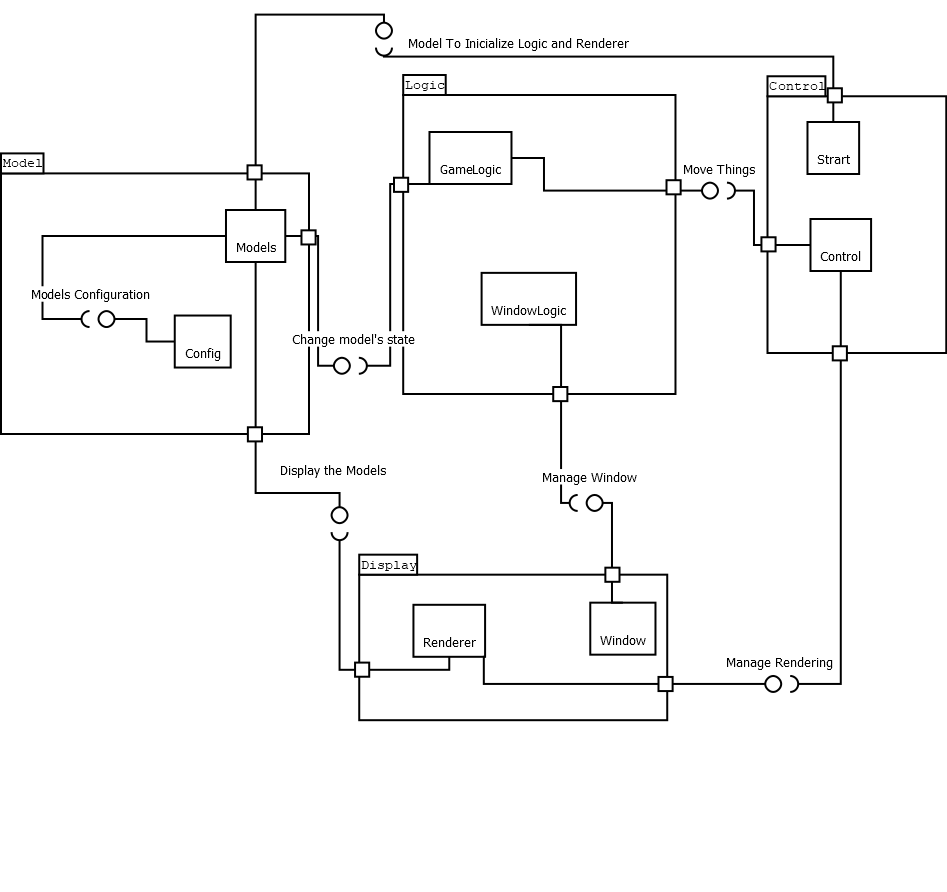 Model To Inicialize Logic and Renderer
Logic
Control
GameLogic
Strart
Model
Move Things
Models
Control
Models Configuration
WindowLogic
Change model's state
Config
Display the Models
Manage Window
Display
Renderer
Window
Manage Rendering